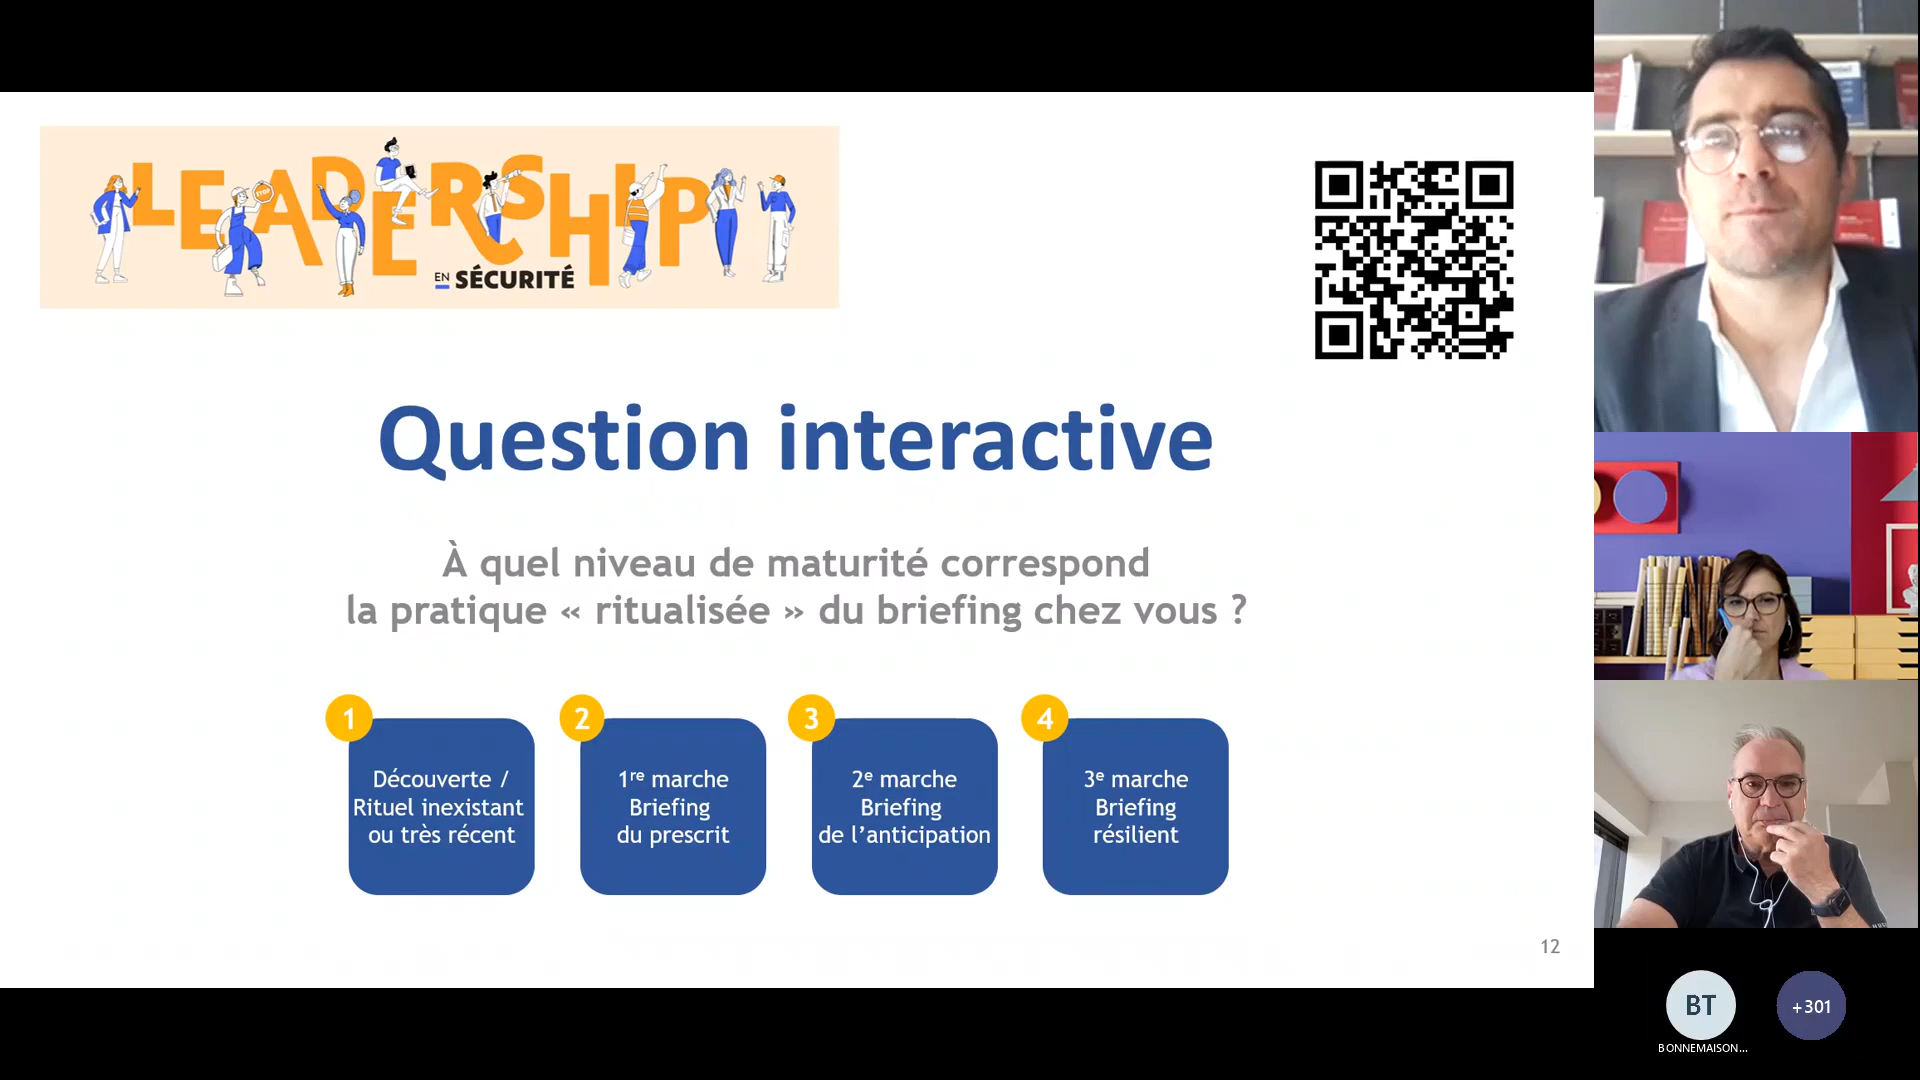 LEADERSHIP
STOP
EN SÉCURITÉ
Question interactive
À quel niveau de maturité correspond
la pratique « ritualisée » du briefing chez vous ?
1
2
3
4
Découverte /
Rituel inexistant
ou très récent
1re marche
Briefing
du prescrit
2e marche
Briefing
de l’anticipation
3e marche
Briefing
résilient
12
BT
+301
BONNEMAISON...